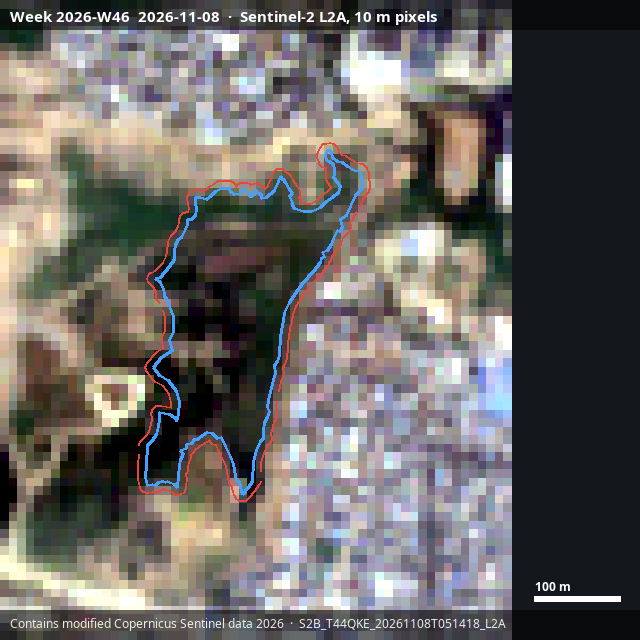 Week 2026-W46  2026-11-08  ·  Sentinel-2 L2A, 10 m pixels
100 m
Contains modified Copernicus Sentinel data 2026  ·  S2B_T44QKE_20261108T051418_L2A